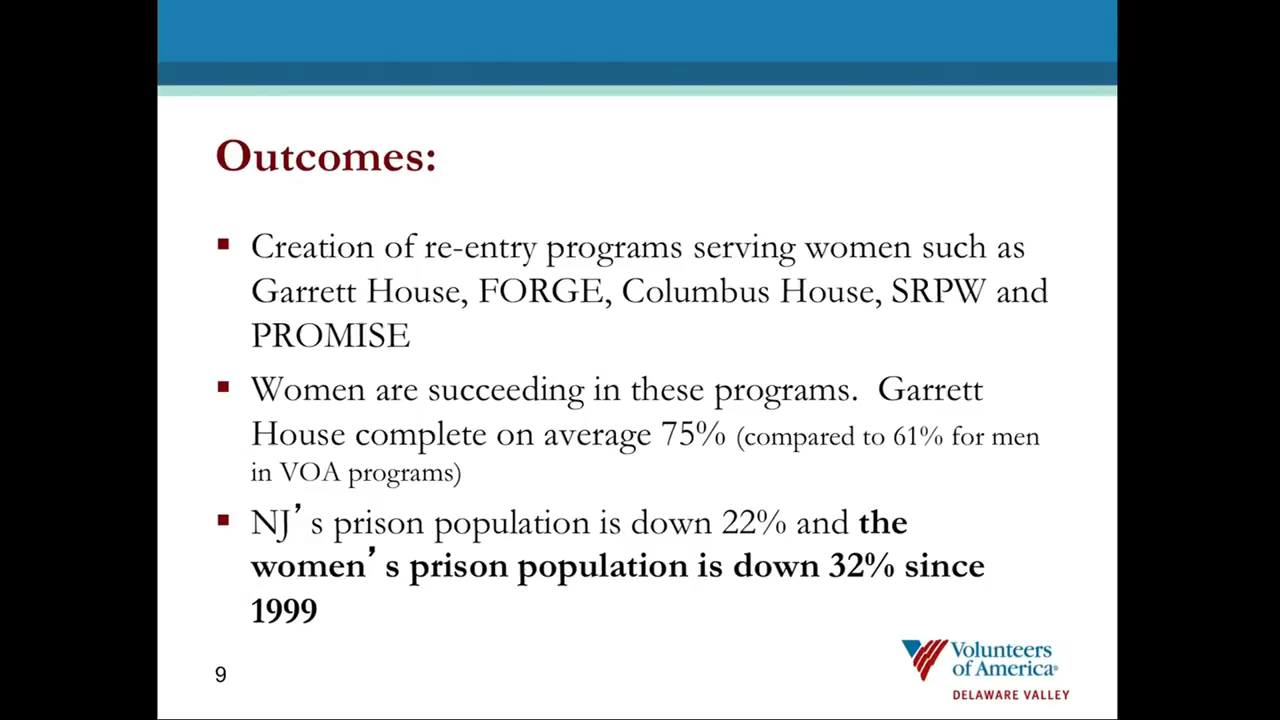 Outcomes:
▪ Creation of re-entry programs serving women such as
Garrett House, FORGE, Columbus House, SRPW and
PROMISE
▪ Women are succeeding in these programs.  Garrett
House complete on average 75% (compared to 61% for men
in VOA programs)
▪ NJ’s prison population is down 22% and the
women’s prison population is down 32% since
1999
9
Volunteers
of America®
DELAWARE VALLEY